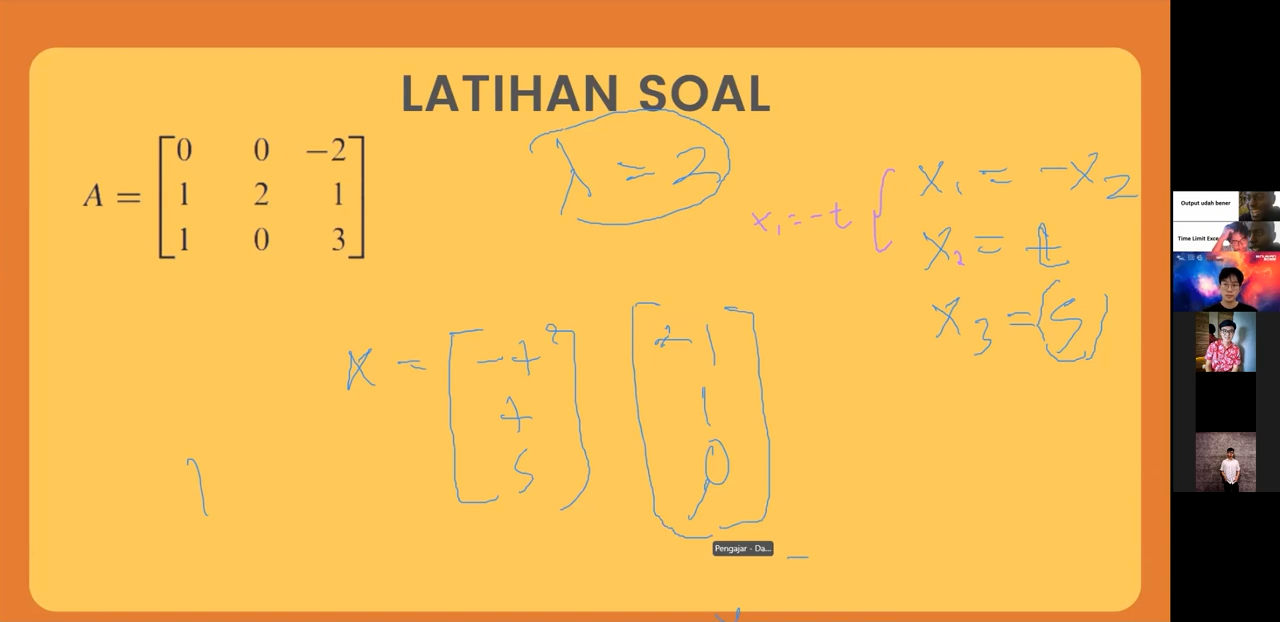 LATIHAN SOAL
A = [0 0 −2
1 2 1
1 0 3]
λ = 2
x₁ = -t { x₁ = -x₂
x₂ = t
x₃ = (s)
x = [-t
t
s]
[-1
1
0]
Pengajar - Da...
Output udah bener
Time Limit Exce